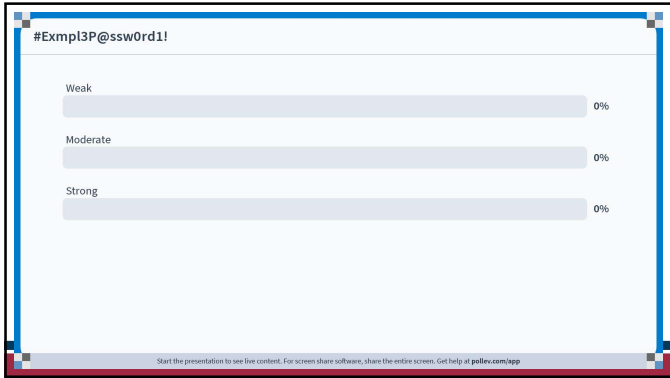 #Exmpl3P@ssw0rd1!
Weak
0%
Moderate
0%
Strong
0%
Start the presentation to see live content. For screen share software, share the entire screen. Get help at pollev.com/app